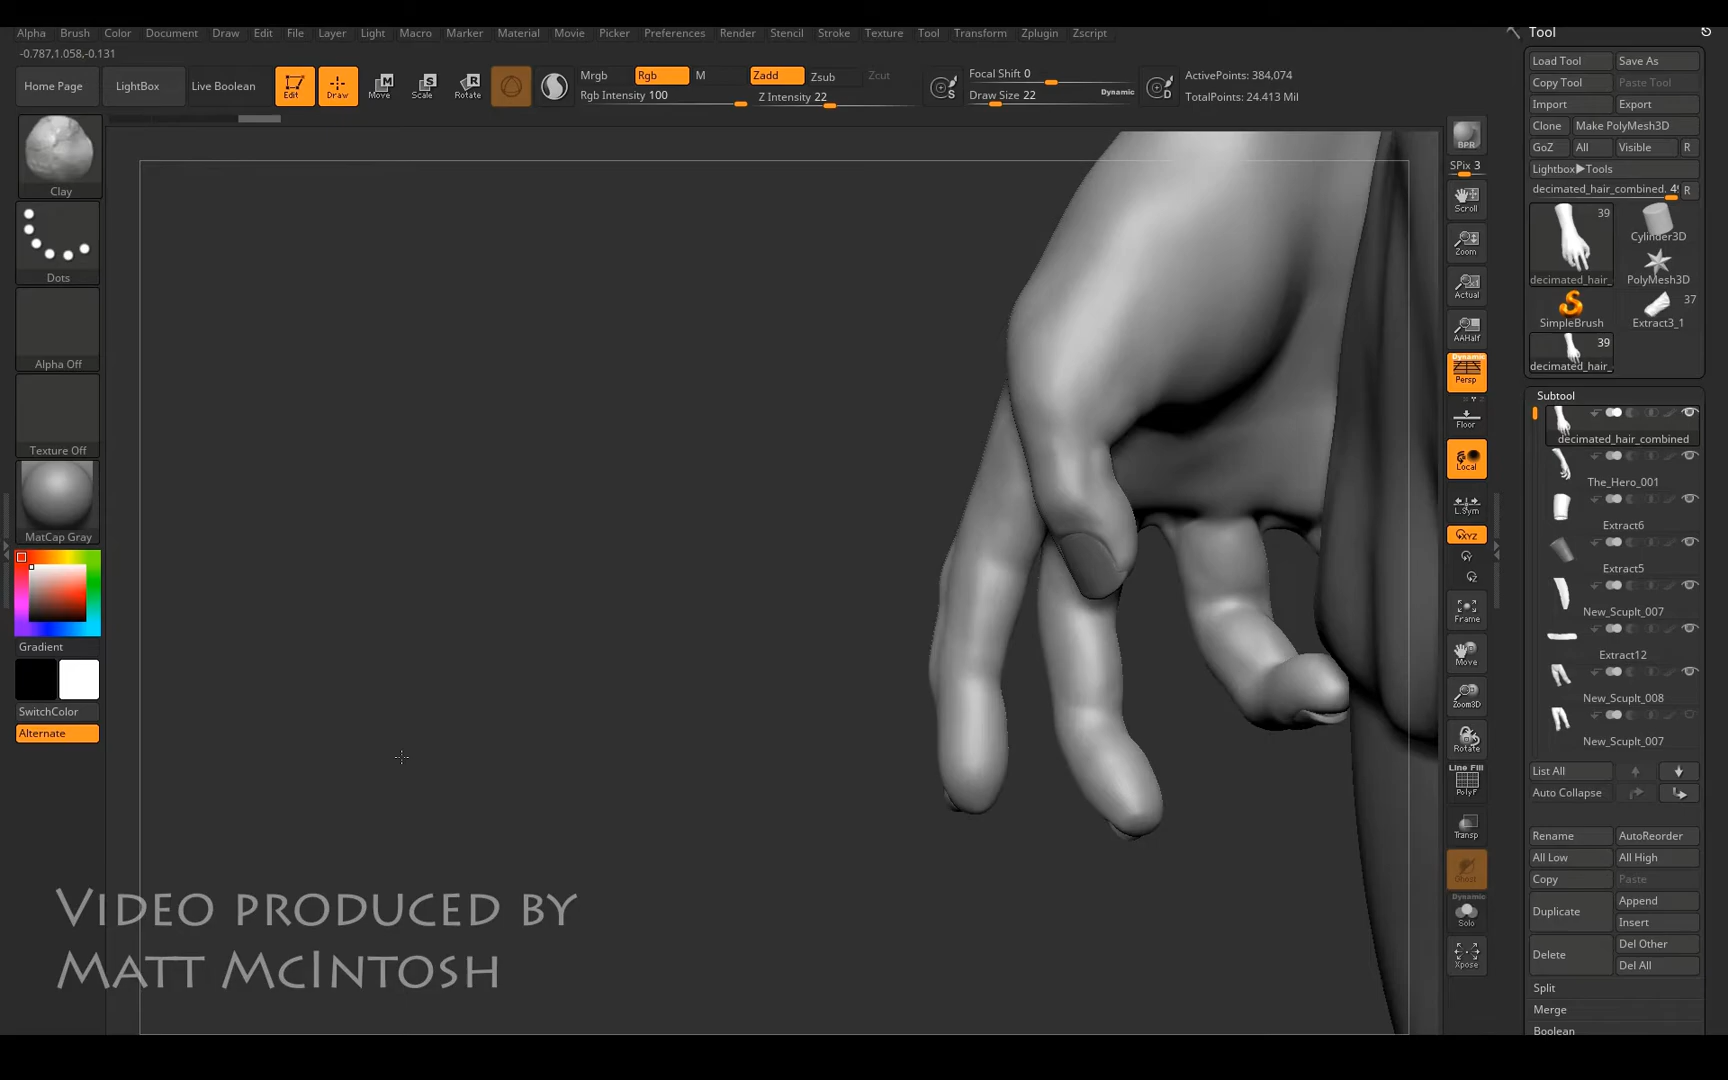 Alpha Brush Color Document Draw Edit File Layer Light Macro Marker Material Movie Picker Preferences Render Stencil Stroke Texture Tool Transform Zplugin Zscript
-0.787,1.058,-0.131
Home Page LightBox Live Boolean Edit Draw Move Scale Rotate
Mrgb Rgb M Zadd Zsub Zcut
Rgb Intensity 100 Z Intensity 22
Focal Shift 0
Draw Size 22 Dynamic
ActivePoints: 384,074
TotalPoints: 24.413 Mil
Clay
Dots
Alpha Off
Texture Off
MatCap Gray
Gradient
SwitchColor
Alternate
BPR
SPix 3
Scroll
Zoom
Actual
AAHalf
Dynamic
Persp
Floor
Local
L.Sym
XYZ
Frame
Move
Zoom3D
Rotate
Line Fill
PolyF
Transp
Ghost
Dynamic
Solo
Xpose
Tool
Load Tool Save As
Copy Tool Paste Tool
Import Export
Clone Make PolyMesh3D
GoZ All Visible R
Lightbox▶Tools
decimated_hair_combined. 49 R
39
Cylinder3D
decimated_hair_ PolyMesh3D
37
SimpleBrush Extract3_1
39
decimated_hair_
Subtool
decimated_hair_combined
The_Hero_001
Extract6
Extract5
New_Sculpt_007
Extract12
New_Sculpt_008
New_Sculpt_007
List All
Auto Collapse
Rename AutoReorder
All Low All High
Copy Paste
Duplicate Append
Insert
Delete Del Other
Del All
Split
Merge
Boolean
Video produced by
Matt McIntosh